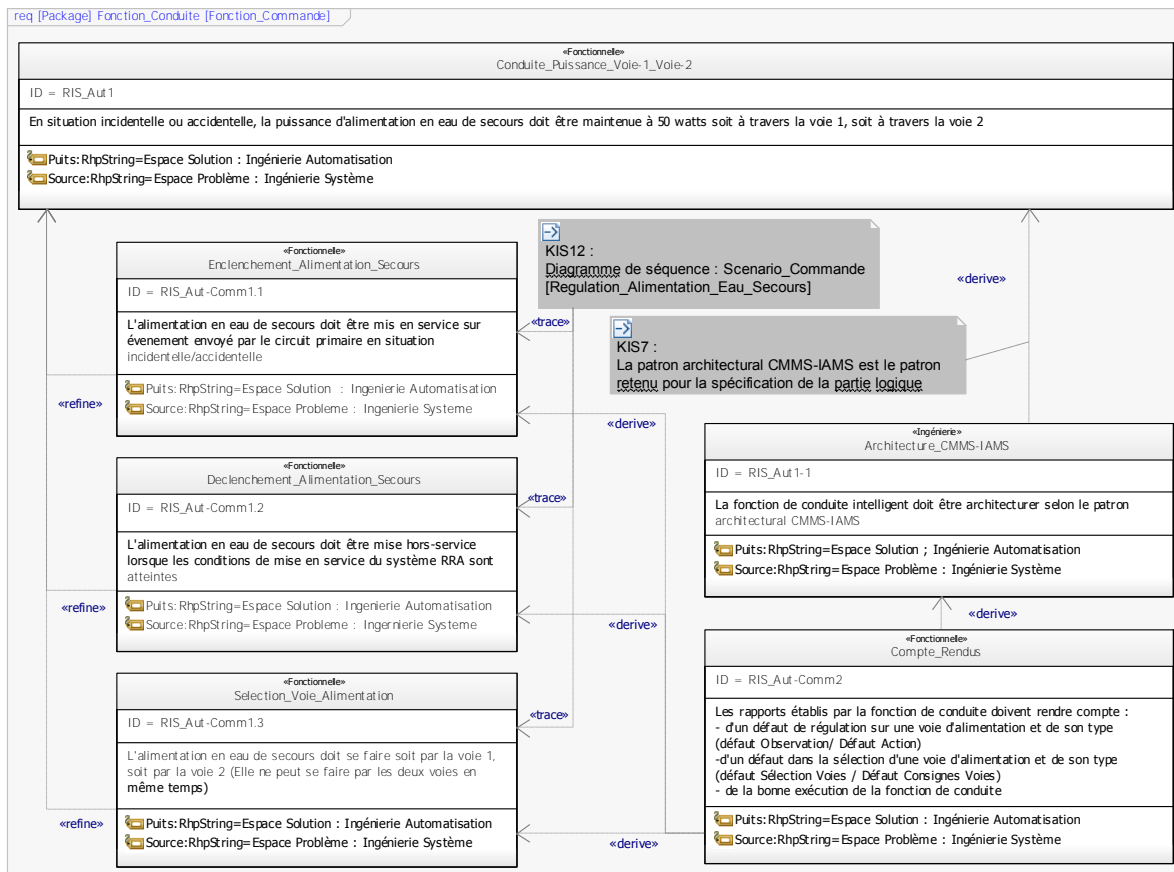 req [Package] Fonction_Conduite [Fonction_Commande]
«Fonctionnelle»
Conduite_Puissance_Voie-1_Voie-2
ID = RIS_Aut1
En situation incidentelle ou accidentelle, la puissance d'alimentation en eau de secours doit être maintenue à 50 watts soit à travers la voie 1, soit à travers la voie 2
Puits:RhpString=Espace Solution : Ingénierie Automatisation
Source:RhpString=Espace Problème : Ingénierie Système
«Fonctionnelle»
Enclenchement_Alimentation_Secours
ID = RIS_Aut-Comm1.1
L'alimentation en eau de secours doit être mis en service sur
évenement envoyé par le circuit primaire en situation
incidentelle/accidentelle
Puits:RhpString=Espace Solution : Ingenierie Automatisation
Source:RhpString=Espace Probleme : Ingenierie Systeme
KIS12 :
Diagramme de séquence : Scenario_Commande
[Regulation_Alimentation_Eau_Secours]
«derive»
«trace»
KIS7 :
La patron architectural CMMS-IAMS est le patron
retenu pour la spécification de la partie logique
«refine»
«derive»
«Ingénierie»
Architecture_CMMS-IAMS
ID = RIS_Aut1-1
La fonction de conduite intelligent doit être architecturer selon le patron
architectural CMMS-IAMS
Puits:RhpString=Espace Solution ; Ingénierie Automatisation
Source:RhpString=Espace Problème : Ingénierie Système
«Fonctionnelle»
Declenchement_Alimentation_Secours
ID = RIS_Aut-Comm1.2
L'alimentation en eau de secours doit être mise hors-service
lorsque les conditions de mise en service du système RRA sont
atteintes
Puits:RhpString=Espace Solution : Ingenierie Automatisation
Source:RhpString=Espace Probleme : Ingernierie Systeme
«trace»
«refine»
«derive»
«derive»
«Fonctionnelle»
Compte_Rendus
ID = RIS_Aut-Comm2
Les rapports établis par la fonction de conduite doivent rendre compte :
- d'un défaut de régulation sur une voie d'alimentation et de son type
(défaut Observation/ Défaut Action)
-d'un défaut dans la sélection d'une voie d'alimentation et de son type
(défaut Sélection Voies / Défaut Consignes Voies)
- de la bonne exécution de la fonction de conduite
Puits:RhpString=Espace Solution : Ingénierie Automatisation
Source:RhpString=Espace Problème : Ingénierie Système
«Fonctionnelle»
Selection_Voie_Alimentation
ID = RIS_Aut-Comm1.3
L'alimentation en eau de secours doit se faire soit par la voie 1,
soit par la voie 2 (Elle ne peut se faire par les deux voies en
même temps)
Puits:RhpString=Espace Solution : Ingénierie Automatisation
Source:RhpString=Espace Problème : Ingénierie Système
«trace»
«refine»
«derive»